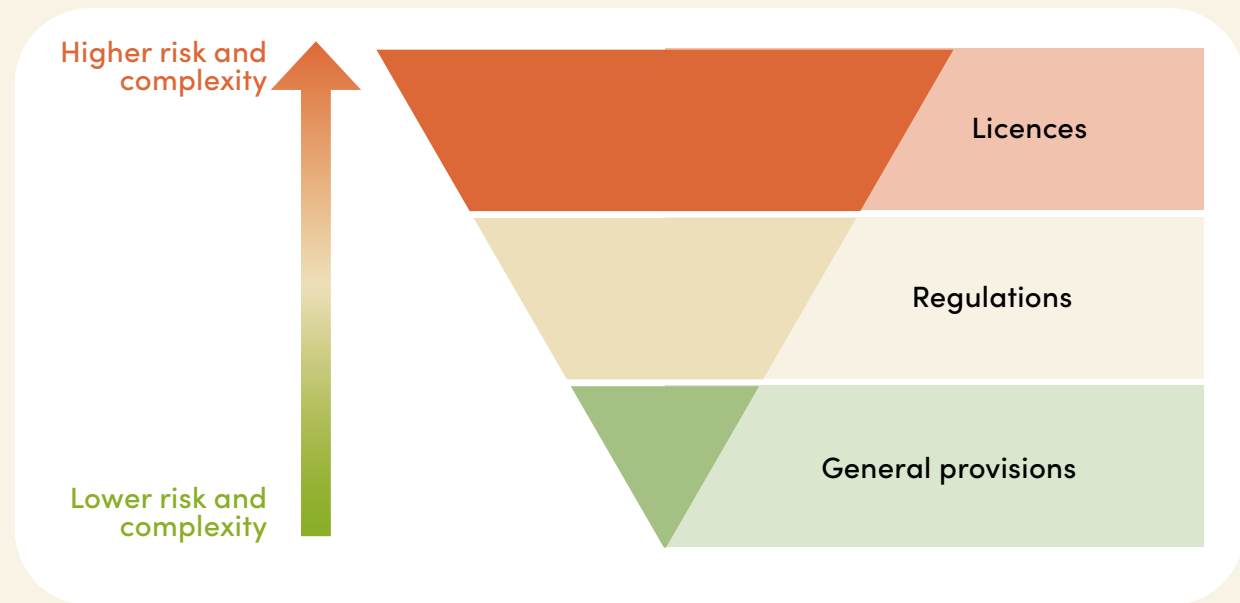 Higher risk and
complexity
Licences
Regulations
General provisions
Lower risk and
complexity